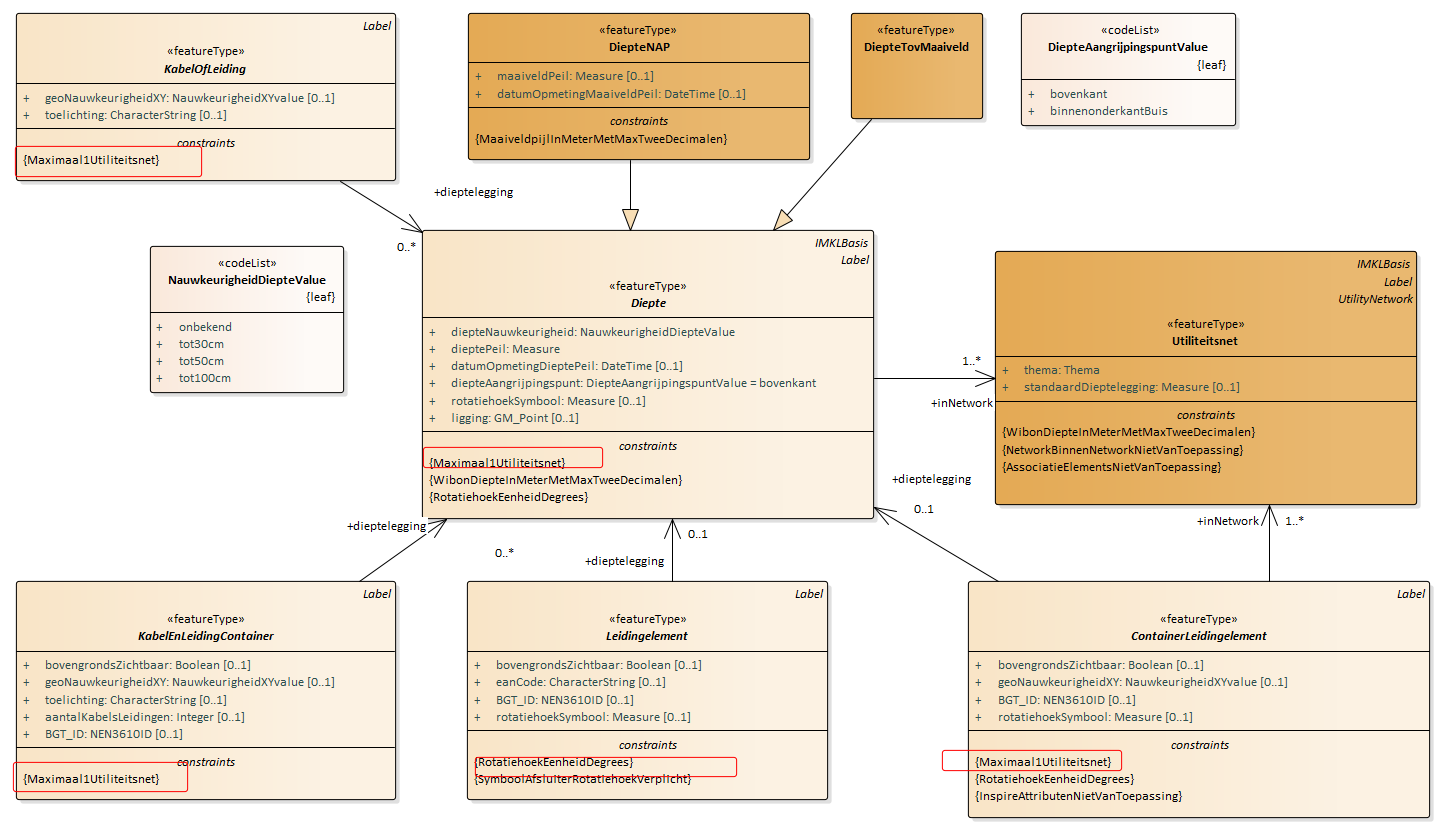 Label
«featureType»
KabelOfLeiding
+ geoNauwkeurigheidXY: NauwkeurigheidXYvalue [0..1]
+ toelichting: CharacterString [0..1]
constraints
{Maximaal1Utiliteitsnet}
«featureType»
DiepteNAP
+ maaiveldPeil: Measure [0..1]
+ datumOpmetingMaaiveldPeil: DateTime [0..1]
constraints
{MaaiveldpijlInMeterMetMaxTweeDecimalen}
«featureType»
DiepteTovMaaiveld
«codeList»
DiepteAangrijpingspuntValue
{leaf}
+ bovenkant
+ binnenonderkantBuis
+dieptelegging
0..*
«codeList»
NauwkeurigheidDiepteValue
{leaf}
+ onbekend
+ tot30cm
+ tot50cm
+ tot100cm
IMKLBasis
Label
«featureType»
Diepte
+ diepteNauwkeurigheid: NauwkeurigheidDiepteValue
+ dieptePeil: Measure
+ datumOpmetingDieptePeil: DateTime [0..1]
+ diepteAangrijpingspunt: DiepteAangrijpingspuntValue = bovenkant
+ rotatiehoekSymbool: Measure [0..1]
+ ligging: GM_Point [0..1]
constraints
{Maximaal1Utiliteitsnet}
{WibonDiepteInMeterMetMaxTweeDecimalen}
{RotatiehoekEenheidDegrees}
1..*
+inNetwork
IMKLBasis
Label
UtilityNetwork
«featureType»
Utiliteitsnet
+ thema: Thema
+ standaardDieptelegging: Measure [0..1]
constraints
{WibonDiepteInMeterMetMaxTweeDecimalen}
{NetworkBinnenNetworkNietVanToepassing}
{AssociatieElementsNietVanToepassing}
+dieptelegging
0..1
+inNetwork
1..*
+dieptelegging
0..*
0..1
+dieptelegging
Label
«featureType»
KabelEnLeidingContainer
+ bovengrondsZichtbaar: Boolean [0..1]
+ geoNauwkeurigheidXY: NauwkeurigheidXYvalue [0..1]
+ toelichting: CharacterString [0..1]
+ aantalKabelsLeidingen: Integer [0..1]
+ BGT_ID: NEN3610ID [0..1]
constraints
{Maximaal1Utiliteitsnet}
Label
«featureType»
Leidingelement
+ bovengrondsZichtbaar: Boolean [0..1]
+ eanCode: CharacterString [0..1]
+ BGT_ID: NEN3610ID [0..1]
+ rotatiehoekSymbool: Measure [0..1]
constraints
{RotatiehoekEenheidDegrees}
{SymboolAfsluiterRotatiehoekVerplicht}
Label
«featureType»
ContainerLeidingelement
+ bovengrondsZichtbaar: Boolean [0..1]
+ geoNauwkeurigheidXY: NauwkeurigheidXYvalue [0..1]
+ BGT_ID: NEN3610ID [0..1]
+ rotatiehoekSymbool: Measure [0..1]
constraints
{Maximaal1Utiliteitsnet}
{RotatiehoekEenheidDegrees}
{InspireAttributenNietVanToepassing}